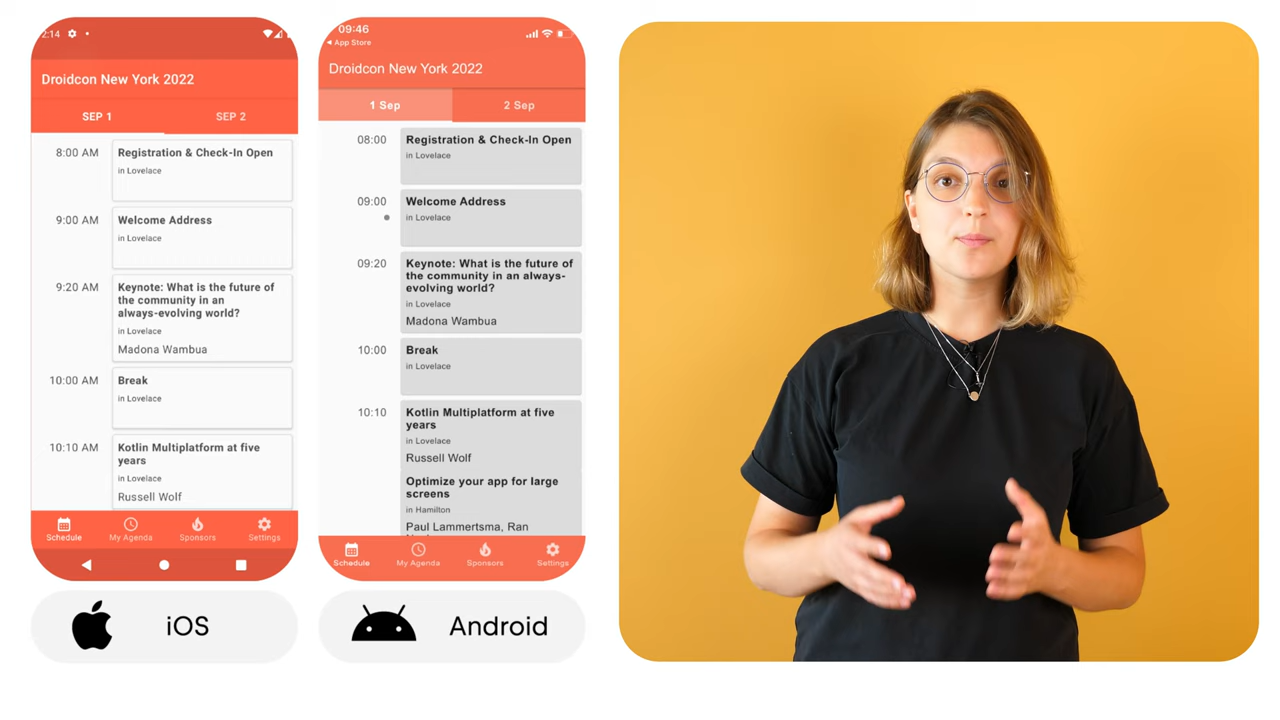 2:14
Droidcon New York 2022
SEP 1
SEP 2
8:00 AM
Registration & Check-In Open
in Lovelace
9:00 AM
Welcome Address
in Lovelace
9:20 AM
Keynote: What is the future of
the community in an
always-evolving world?
in Lovelace
Madona Wambua
10:00 AM
Break
in Lovelace
10:10 AM
Kotlin Multiplatform at five
years
in Lovelace
Russell Wolf
Schedule
My Agenda
Sponsors
Settings
iOS
09:46
App Store
Droidcon New York 2022
1 Sep
2 Sep
08:00
Registration & Check-In Open
in Lovelace
09:00
Welcome Address
in Lovelace
09:20
Keynote: What is the future of
the community in an always-
evolving world?
in Lovelace
Madona Wambua
10:00
Break
in Lovelace
10:10
Kotlin Multiplatform at five
years
in Lovelace
Russell Wolf
Optimize your app for large
screens
in Hamilton
Paul Lammertsma, Ran
Schedule
My Agenda
Sponsors
Settings
Android